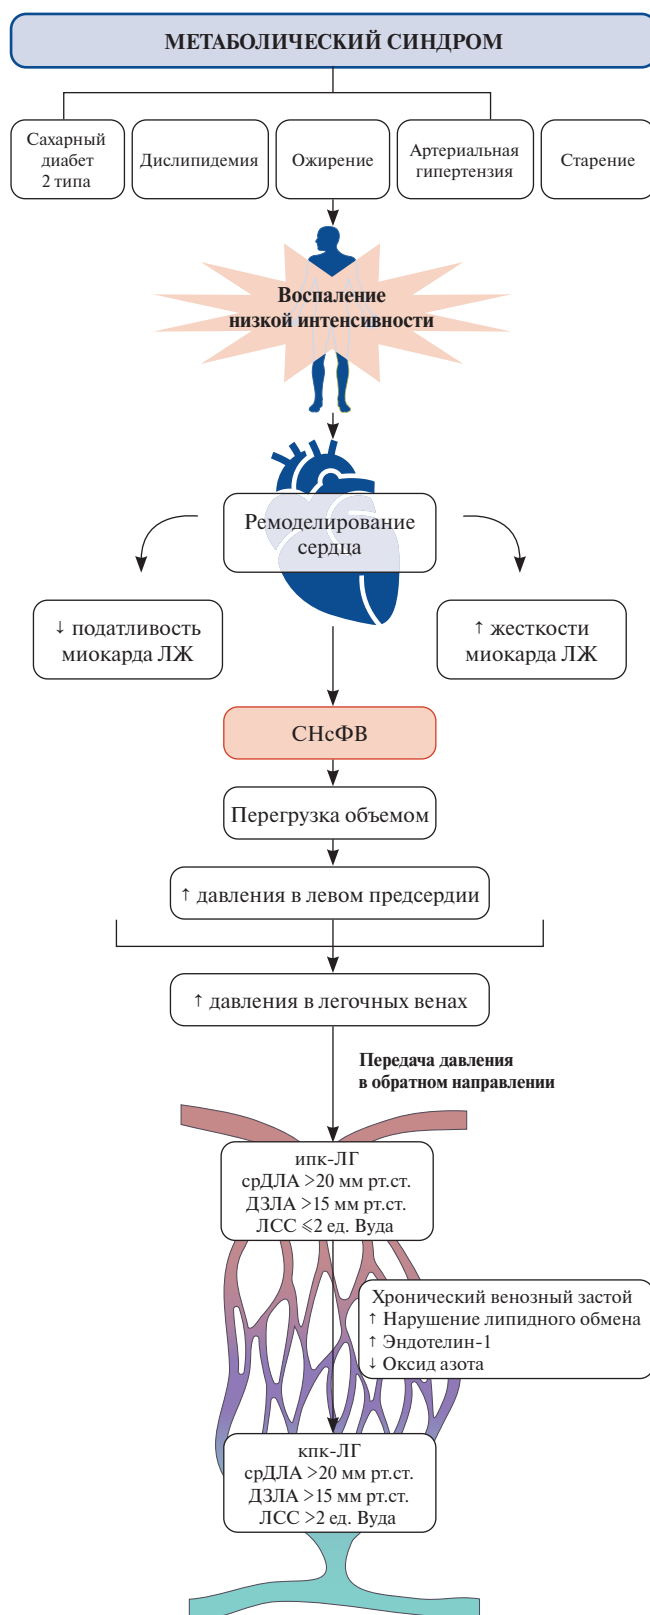 МЕТАБОЛИЧЕСКИЙ СИНДРОМ
Сахарный
диабет
2 типа
Дислипидемия
Ожирение
Артериальная
гипертензия
Старение
Воспаление
низкой интенсивности
Ремоделирование
сердца
↓ податливость
миокарда ЛЖ
↑ жесткости
миокарда ЛЖ
СНсФВ
Перегрузка объемом
↑ давления в левом предсердии
↑ давления в легочных венах
Передача давления
в обратном направлении
ипк-ЛГ
срДЛА >20 мм рт.ст.
ДЗЛА >15 мм рт.ст.
ЛСС ⩽2 ед. Вуда
Хронический венозный застой
↑ Нарушение липидного обмена
↑ Эндотелин-1
↓ Оксид азота
кпк-ЛГ
срДЛА >20 мм рт.ст.
ДЗЛА >15 мм рт.ст.
ЛСС >2 ед. Вуда